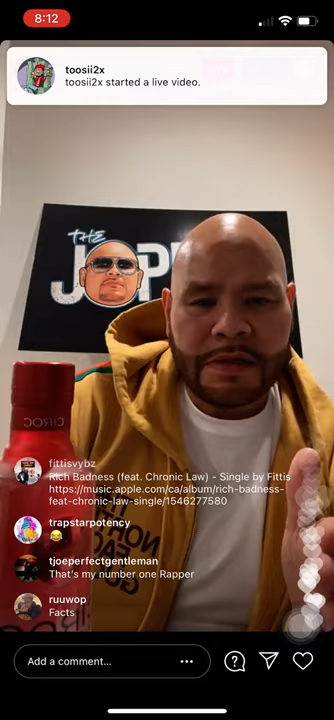 8:12
toosii2x
toosii2x started a live video.
THE
CIROC
fittisvybz
Rich Badness (feat. Chronic Law) - Single by Fittis
https://music.apple.com/ca/album/rich-badness-
feat-chronic-law-single/1546277580
trapstarpotency
😂
tjoeperfectgentleman
That's my number one Rapper
ruuwop
Facts
Add a comment...